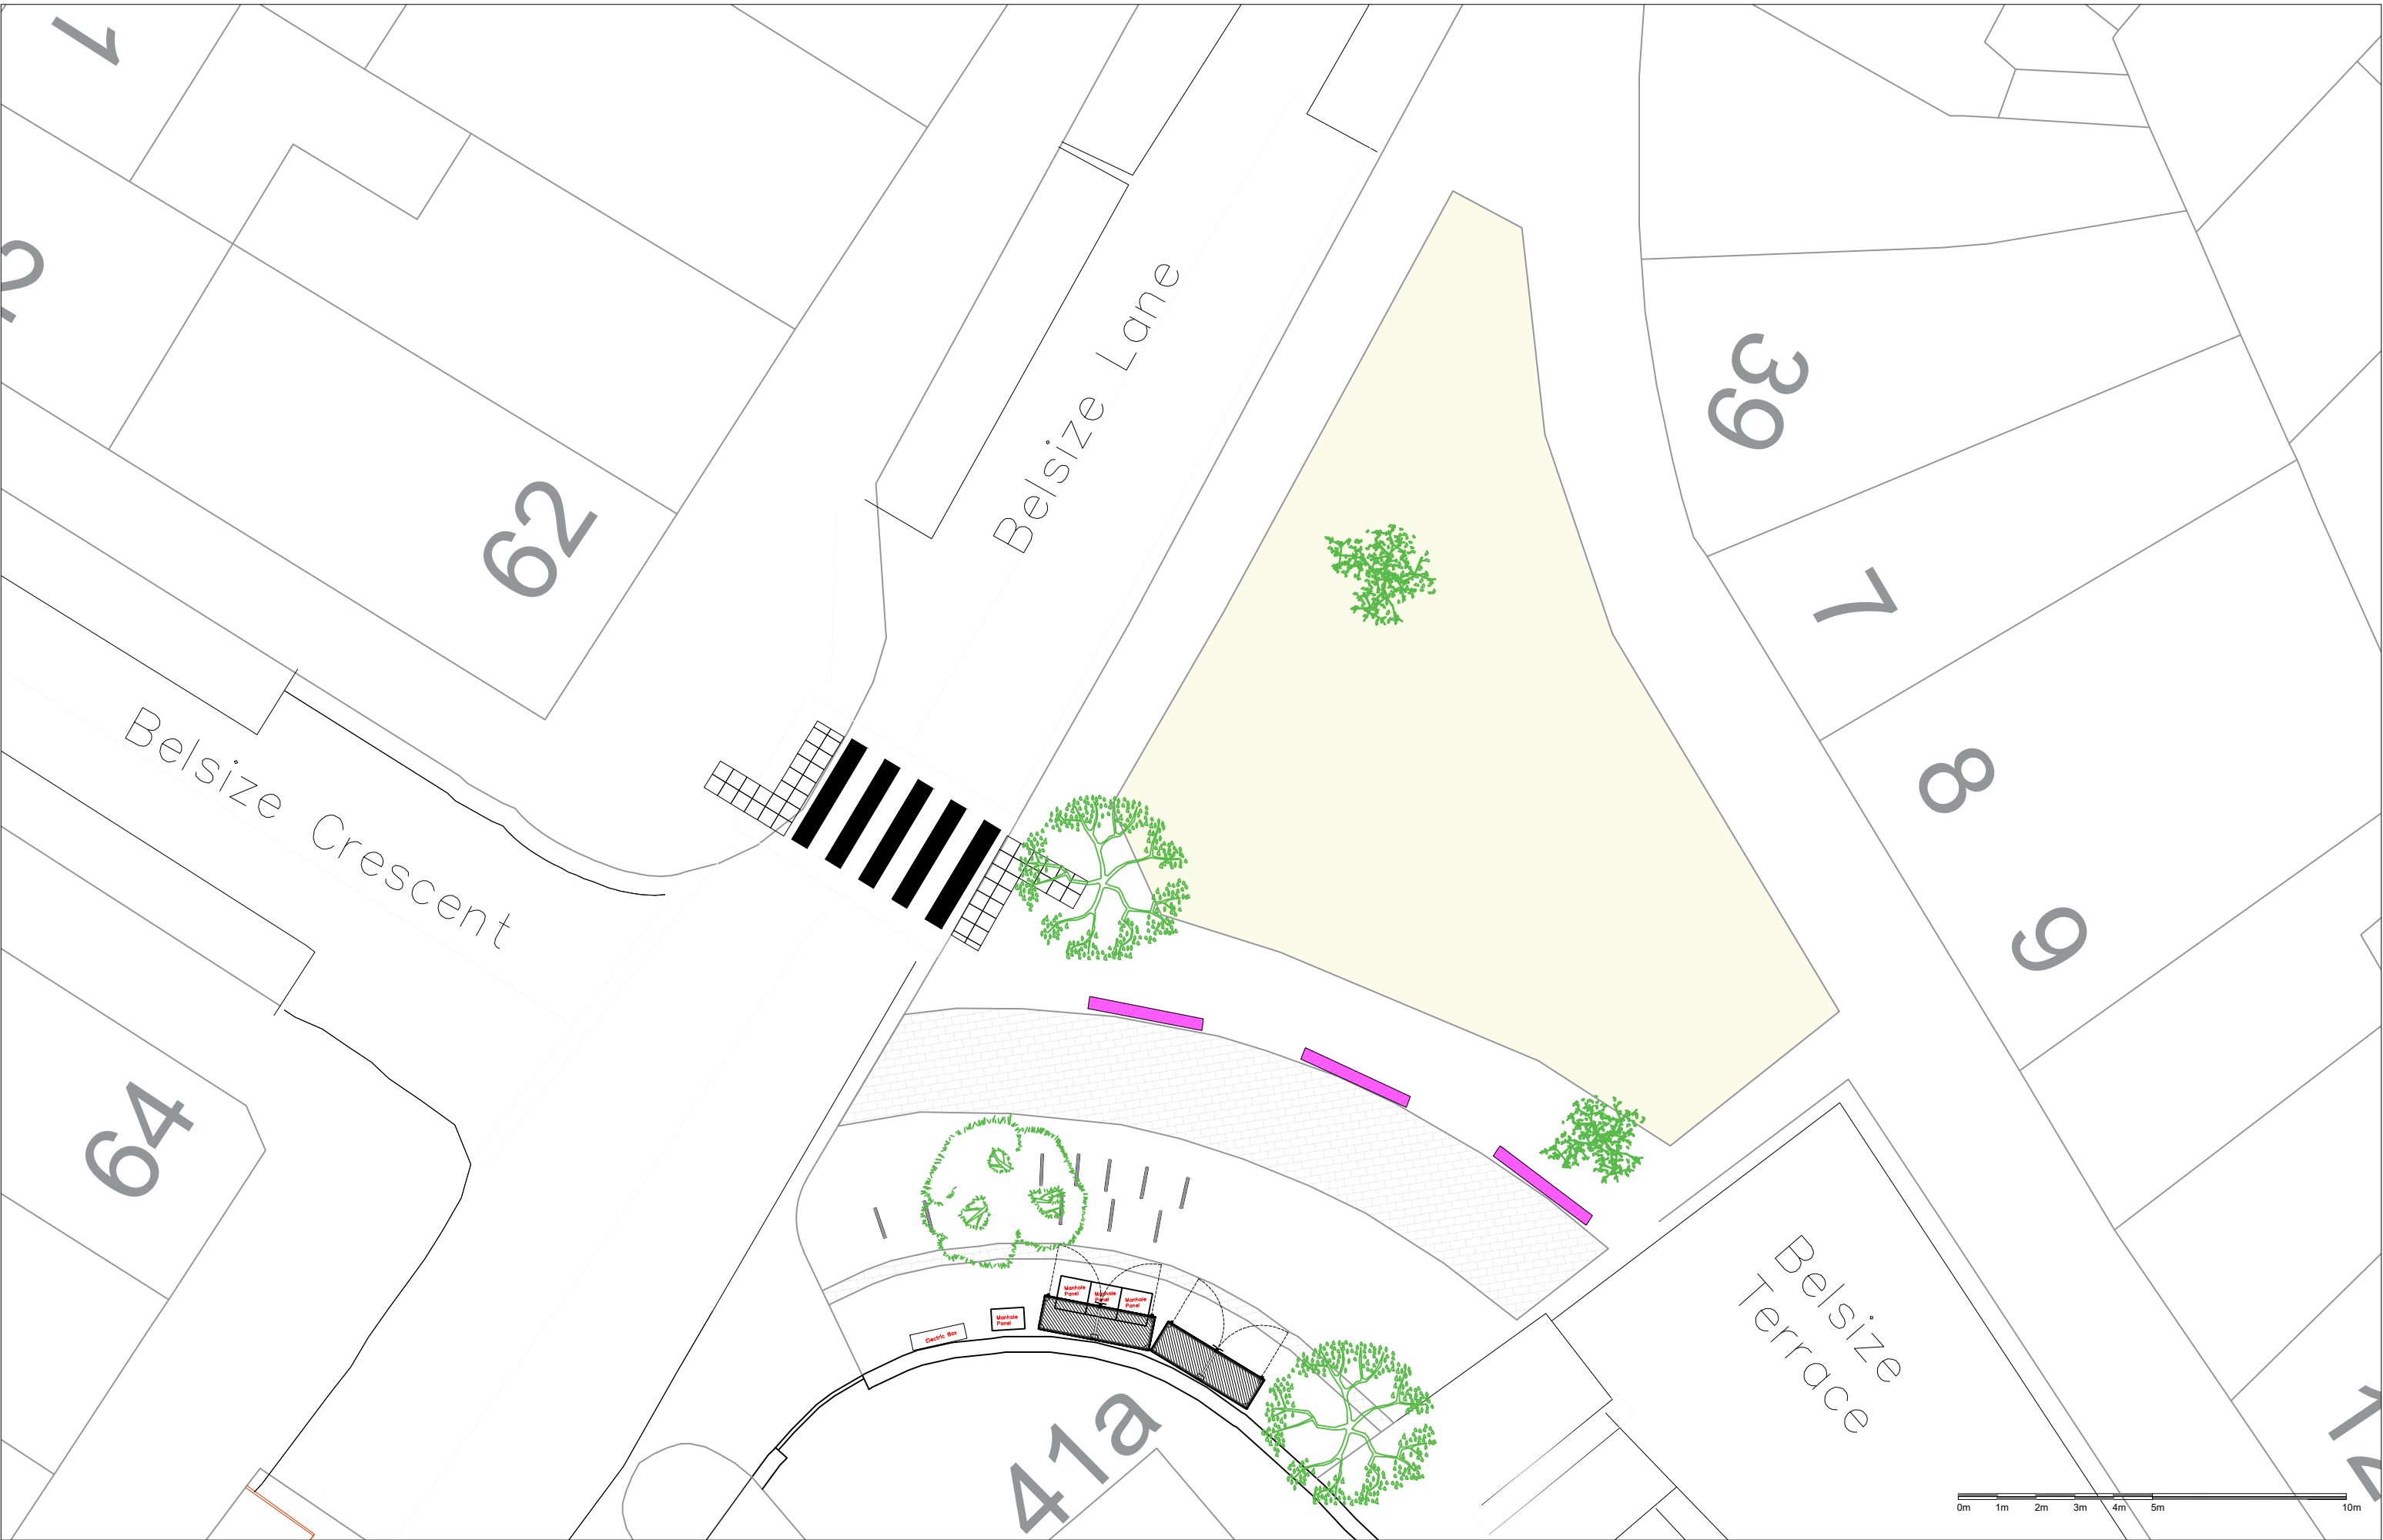 1
2
62
Belsize Lane
39
7
8
9
Belsize Crescent
64
Manhole
Panel
Manhole
Panel
Manhole
Panel
Manhole
Panel
Electric Box
41a
Belsize
Terrace
0m 1m 2m 3m 4m 5m 10m